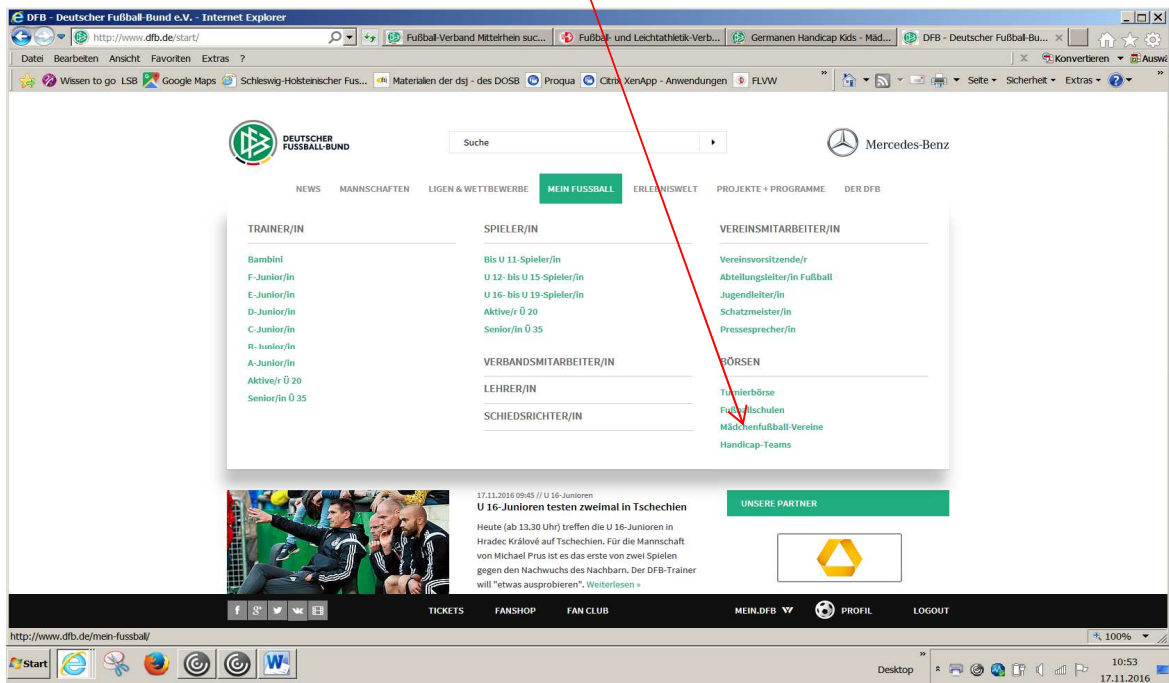 DFB - Deutscher Fußball-Bund e.V. - Internet Explorer
http://www.dfb.de/start/
Fußball-Verband Mittelrhein suc...
Fußball- und Leichtathletik-Verb...
Germanen Handicap Kids - Mäd...
DFB - Deutscher Fußball-Bu...
Datei Bearbeiten Ansicht Favoriten Extras ?
Konvertieren
Auswä
Wissen to go LSB
Google Maps
Schleswig-Holsteinischer Fus...
Materialien der dsj - des DOSB
Proqua
Citrix XenApp - Anwendungen
FLVW
Seite
Sicherheit
Extras
DEUTSCHER
FUSSBALL-BUND
Suche
Mercedes-Benz
NEWS MANNSCHAFTEN LIGEN & WETTBEWERBE MEIN FUSSBALL ERLEBNISWELT PROJEKTE + PROGRAMME DER DFB
TRAINER/IN
Bambini
F-Junior/in
E-Junior/in
D-Junior/in
C-Junior/in
B-Junior/in
A-Junior/in
Aktive/r Ü 20
Senior/in Ü 35
SPIELER/IN
Bis U 11-Spieler/in
U 12- bis U 15-Spieler/in
U 16- bis U 19-Spieler/in
Aktive/r Ü 20
Senior/in Ü 35
VERBANDSMITARBEITER/IN
LEHRER/IN
SCHIEDSRICHTER/IN
VEREINSMITARBEITER/IN
Vereinsvorsitzende/r
Abteilungsleiter/in Fußball
Jugendleiter/in
Schatzmeister/in
Pressesprecher/in
BÖRSEN
Turnierbörse
Fußballschulen
Mädchenfußball-Vereine
Handicap-Teams
17.11.2016 09:45 // U 16-Junioren
U 16-Junioren testen zweimal in Tschechien
Heute (ab 13.30 Uhr) treffen die U 16-Junioren in
Hradec Králové auf Tschechien. Für die Mannschaft
von Michael Prus ist es das erste von zwei Spielen
gegen den Nachwuchs des Nachbarn. Der DFB-Trainer
will "etwas ausprobieren". Weiterlesen »
UNSERE PARTNER
TICKETS FANSHOP FAN CLUB MEIN.DFB PROFIL LOGOUT
http://www.dfb.de/mein-fussball/
100%
Start
Desktop
10:53
17.11.2016